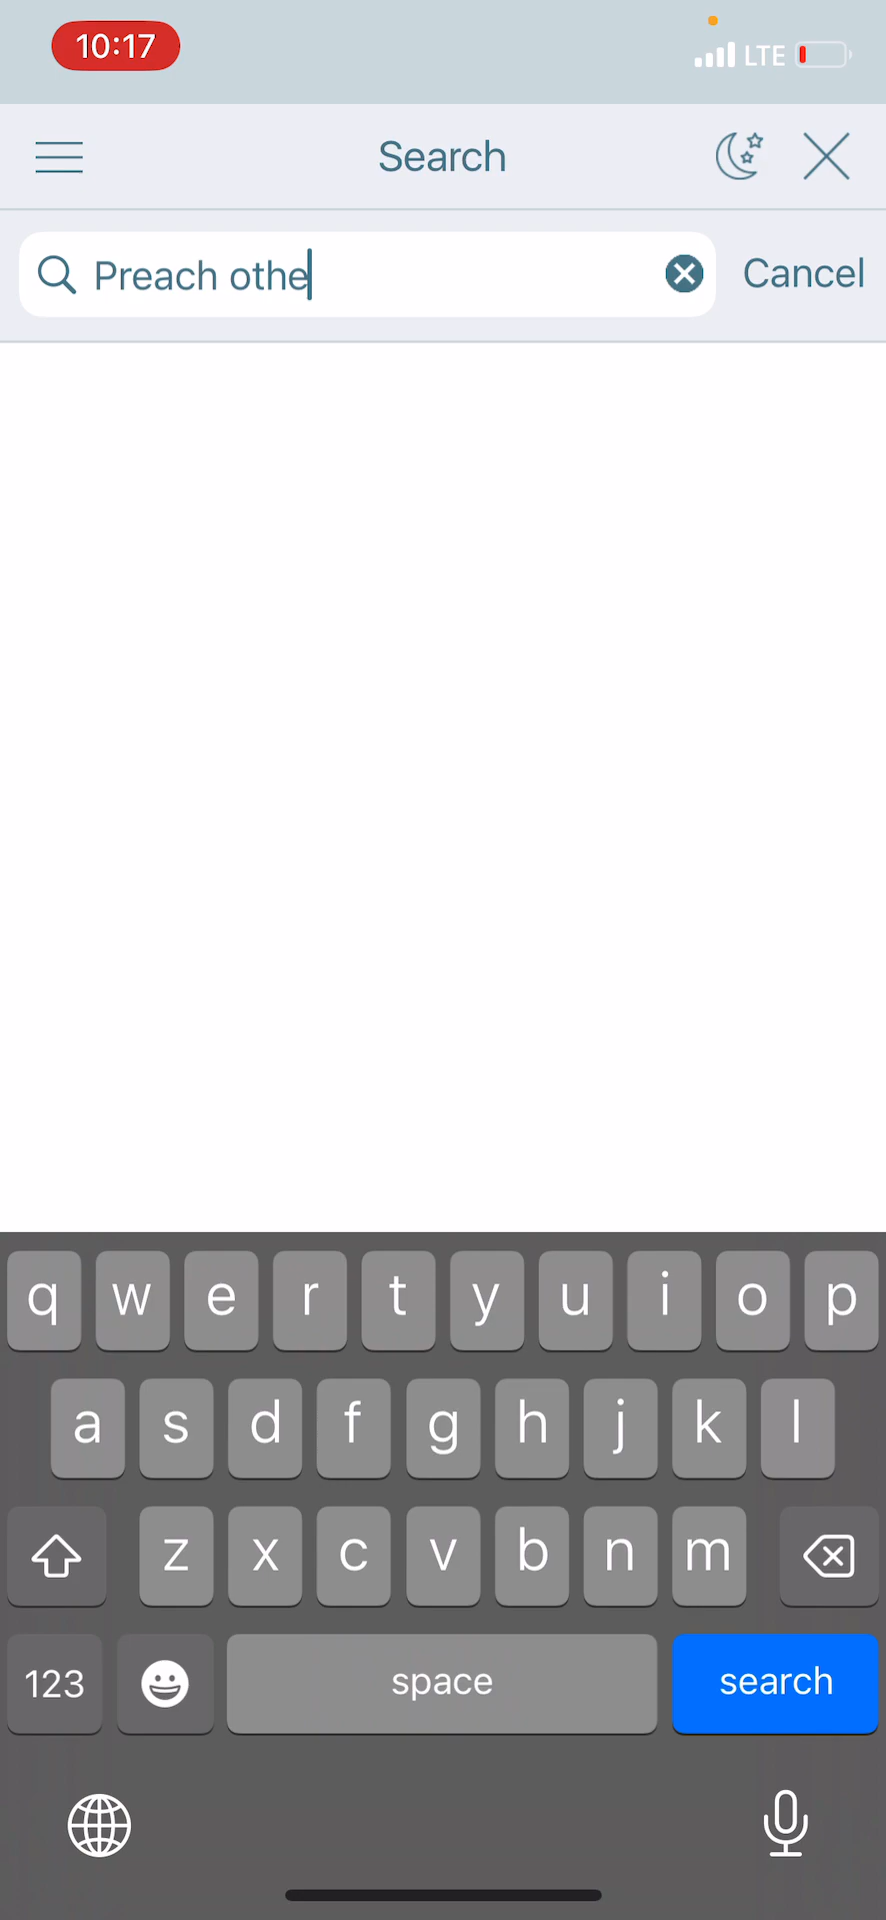 10:17
LTE
Search
Preach othe
Cancel
q w e r t y u i o p
a s d f g h j k l
z x c v b n m
123 space search